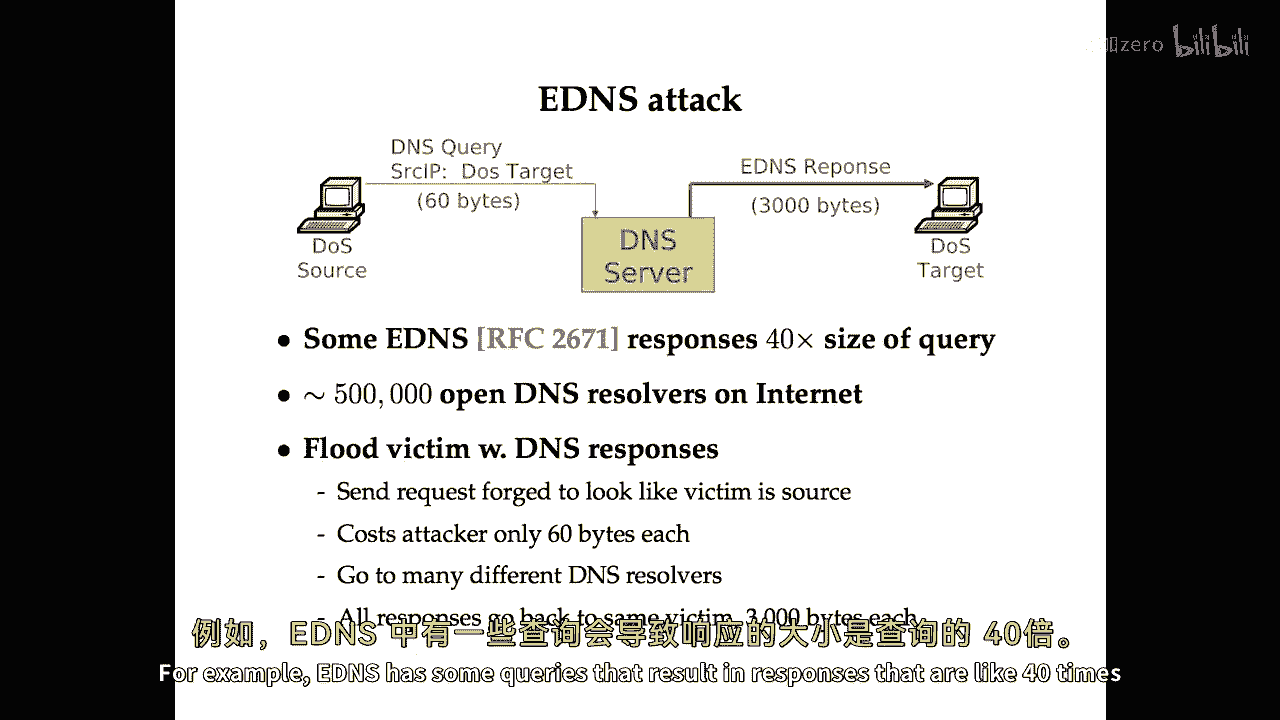 zero bilibili
EDNS attack
DNS Query
SrcIP: Dos Target
(60 bytes)
EDNS Reponse
(3000 bytes)
DNS
Server
DoS
Source
DoS
Target
• Some EDNS [RFC 2671] responses 40× size of query
• ∼ 500,000 open DNS resolvers on Internet
• Flood victim w. DNS responses
- Send request forged to look like victim is source
- Costs attacker only 60 bytes each
- Go to many different DNS resolvers
- All responses go back to same victim, 3,000 bytes each
例如，EDNS 中有一些查询会导致响应的大小是查询的 40倍。
For example, EDNS has some queries that result in responses that are like 40 times